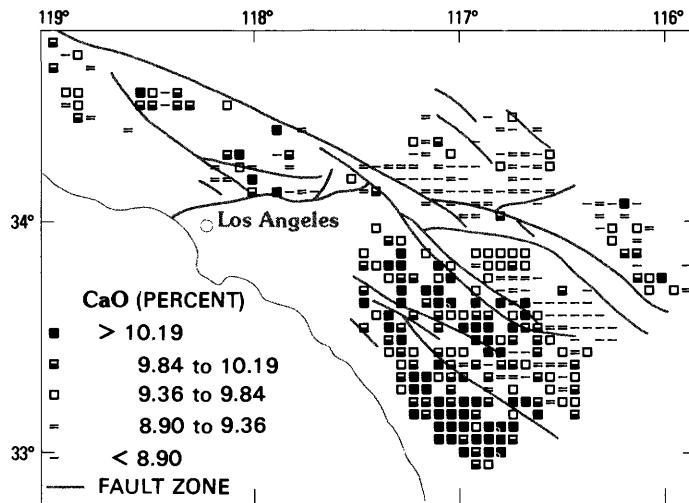 119° 118° 117° 116°
34°
Los Angeles
CaO (PERCENT)
> 10.19
9.84 to 10.19
9.36 to 9.84
8.90 to 9.36
< 8.90
33°
FAULT ZONE